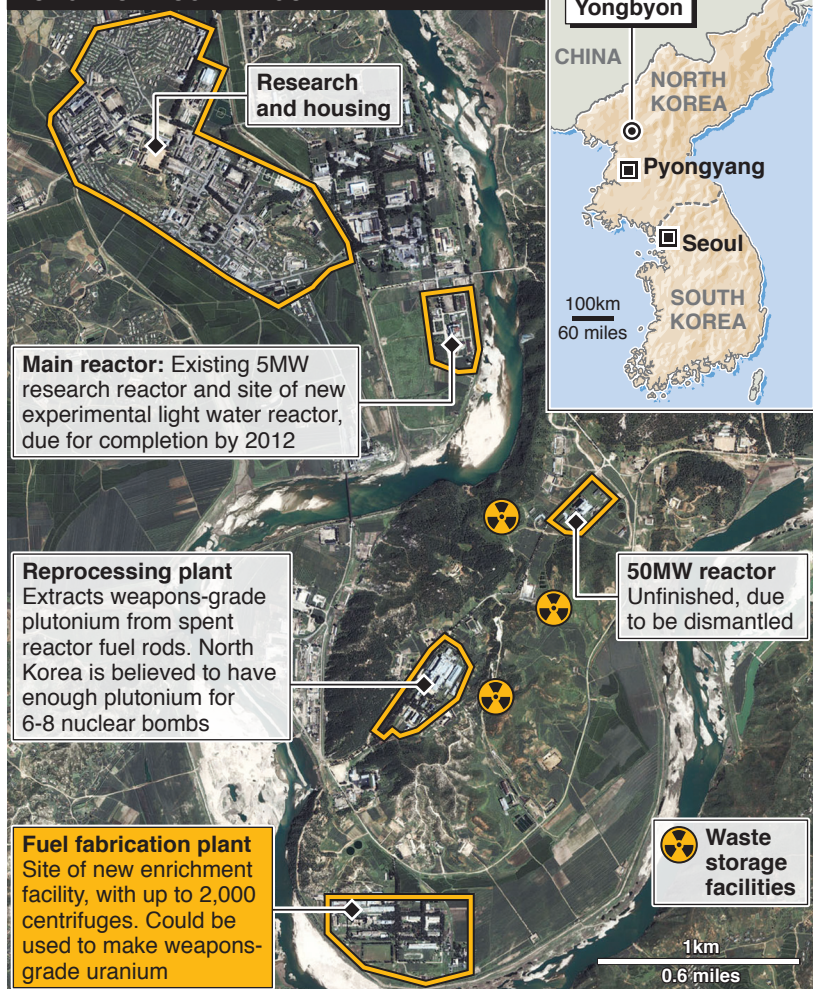 Yongbyon
CHINA
NORTH
KOREA
Pyongyang
Seoul
SOUTH
KOREA
100km
60 miles
Research
and housing
Main reactor: Existing 5MW
research reactor and site of new
experimental light water reactor,
due for completion by 2012
Reprocessing plant
Extracts weapons-grade
plutonium from spent
reactor fuel rods. North
Korea is believed to have
enough plutonium for
6-8 nuclear bombs
50MW reactor
Unfinished, due
to be dismantled
Fuel fabrication plant
Site of new enrichment
facility, with up to 2,000
centrifuges. Could be
used to make weapons-
grade uranium
Waste
storage
facilities
1km
0.6 miles